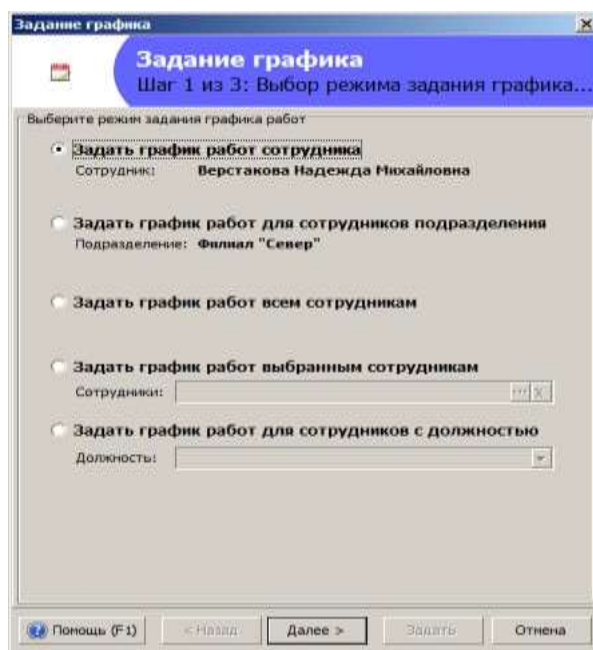 Задание графика
Задание графика
Шаг 1 из 3: Выбор режима задания графика...
Выберите режим задания графика работ
Задать график работ сотрудника
Сотрудник: Верстакова Надежда Михайловна
Задать график работ для сотрудников подразделения
Подразделение: Филиал "Север"
Задать график работ всем сотрудникам
Задать график работ выбранным сотрудникам
Сотрудники: ... X
Задать график работ для сотрудников с должностью
Должность:
Помощь (F1) < Назад Далее > Задать Отмена